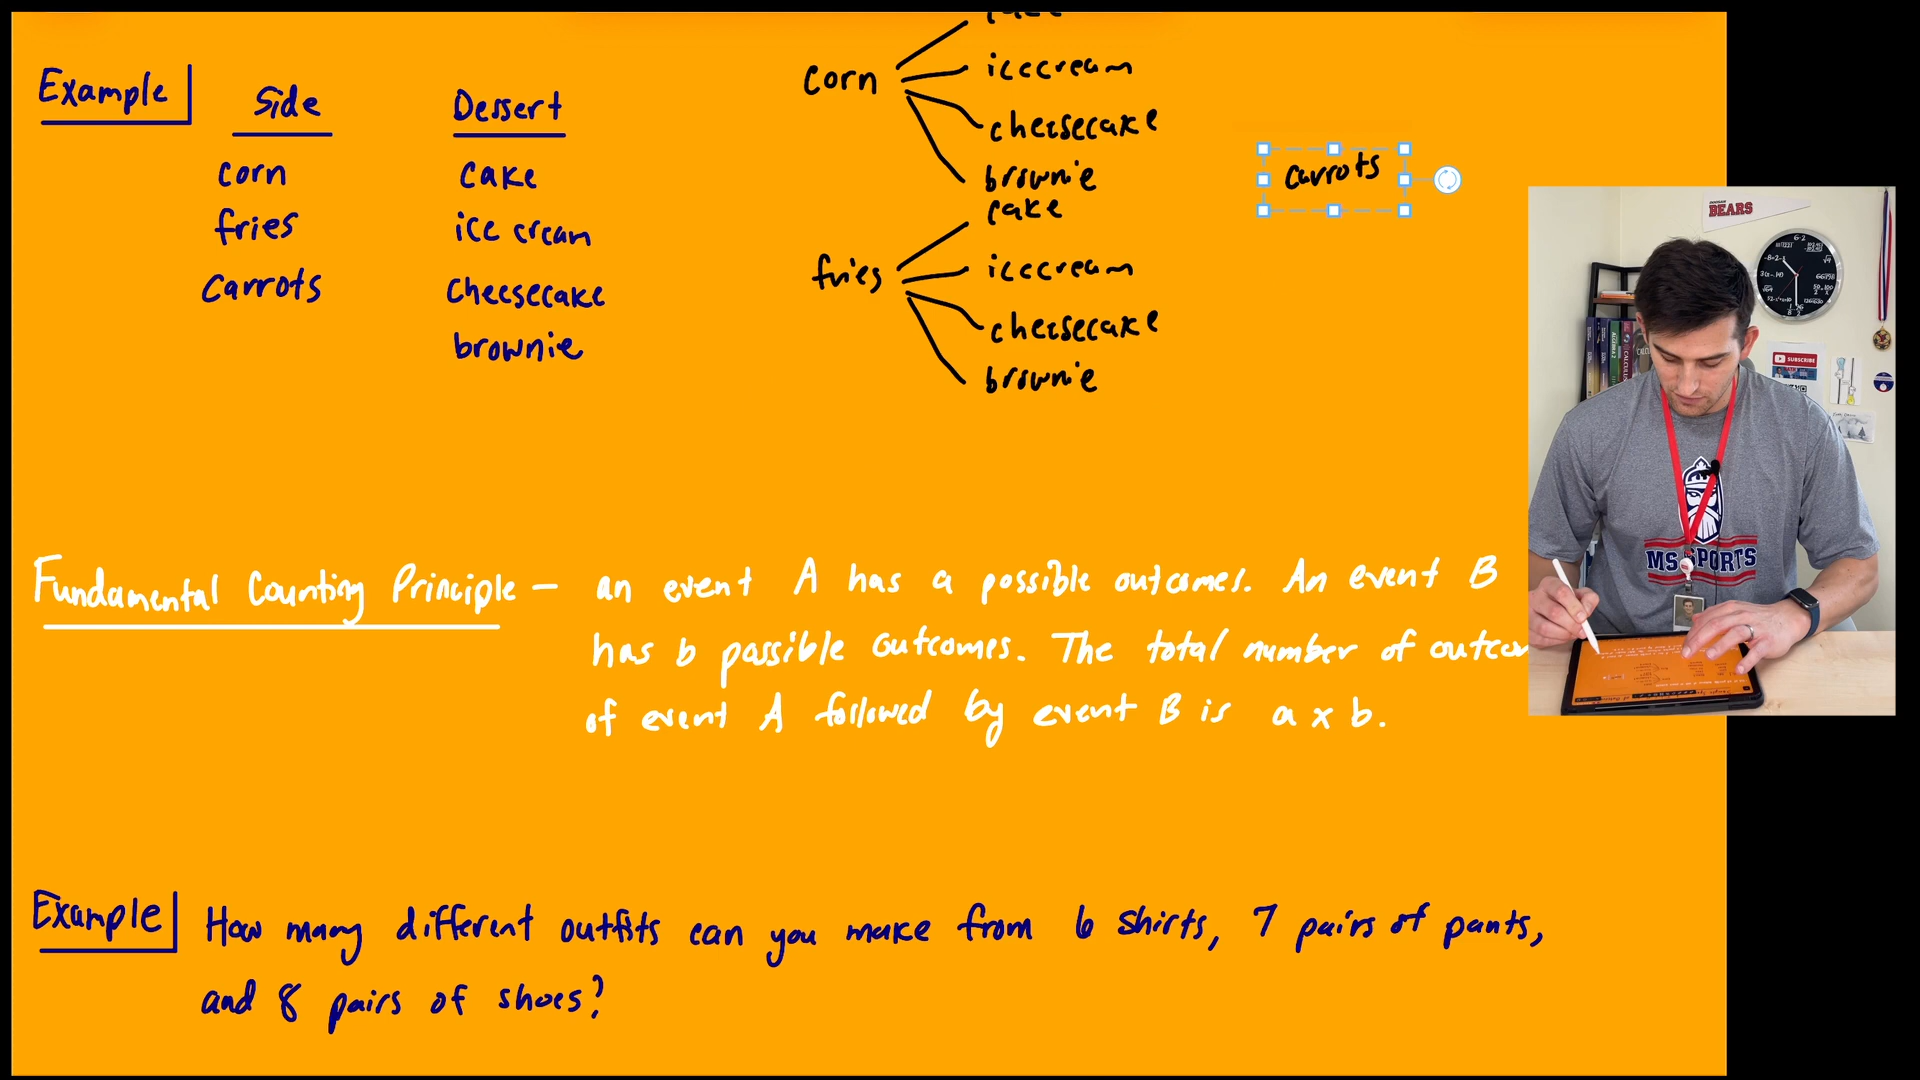 Example
Side
Dessert
corn
fries
carrots
cake
ice cream
cheesecake
brownie
corn
icecream
cheesecake
brownie
fries
cake
icecream
cheesecake
brownie
carrots
Fundamental Counting Principle – an event A has a possible outcomes. An event B
has b possible outcomes. The total number of
of event A followed by event B is a x b.
Example
How many different outfits can you make from 6 shirts, 7 pairs of pants,
and 8 pairs of shoes?
BEARS
SUBSCRIBE